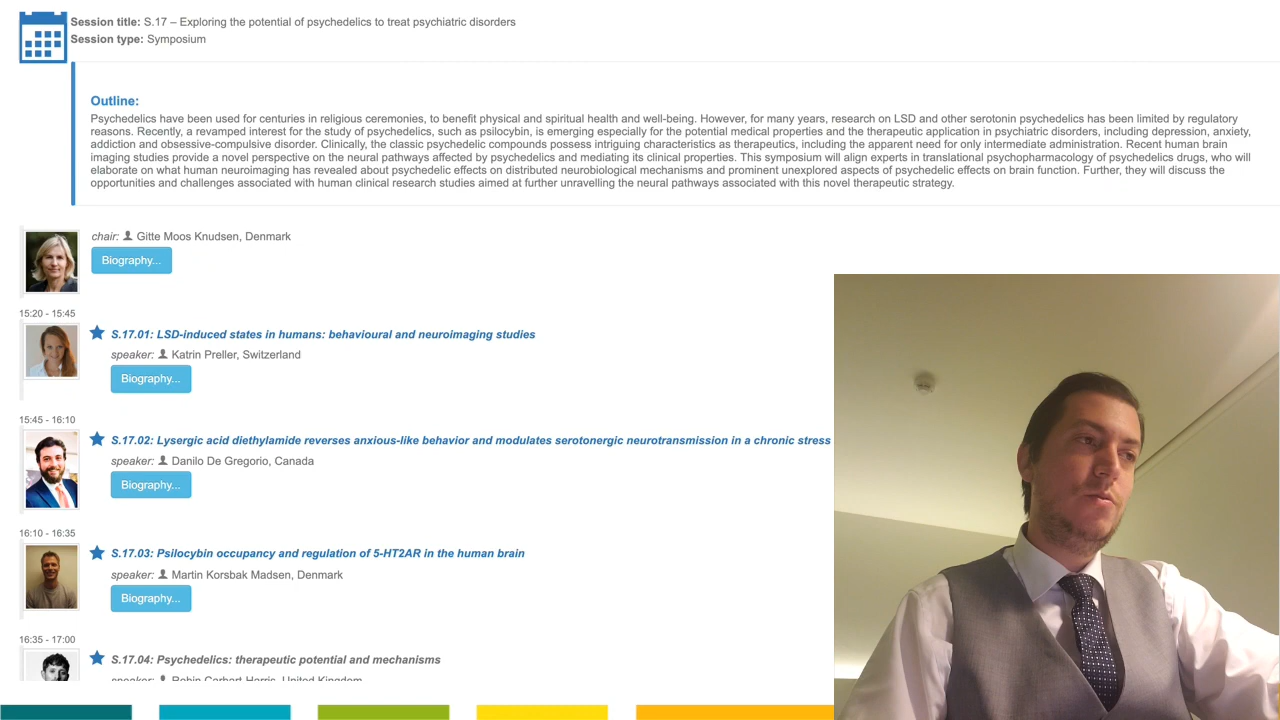 Session title: S.17 – Exploring the potential of psychedelics to treat psychiatric disorders
Session type: Symposium
Outline:
Psychedelics have been used for centuries in religious ceremonies, to benefit physical and spiritual health and well-being. However, for many years, research on LSD and other serotonin psychedelics has been limited by regulatory
reasons. Recently, a revamped interest for the study of psychedelics, such as psilocybin, is emerging especially for the potential medical properties and the therapeutic application in psychiatric disorders, including depression, anxiety,
addiction and obsessive-compulsive disorder. Clinically, the classic psychedelic compounds possess intriguing characteristics as therapeutics, including the apparent need for only intermediate administration. Recent human brain
imaging studies provide a novel perspective on the neural pathways affected by psychedelics and mediating its clinical properties. This symposium will align experts in translational psychopharmacology of psychedelics drugs, who will
elaborate on what human neuroimaging has revealed about psychedelic effects on distributed neurobiological mechanisms and prominent unexplored aspects of psychedelic effects on brain function. Further, they will discuss the
opportunities and challenges associated with human clinical research studies aimed at further unravelling the neural pathways associated with this novel therapeutic strategy.
chair: Gitte Moos Knudsen, Denmark
Biography...
15:20 - 15:45
S.17.01: LSD-induced states in humans: behavioural and neuroimaging studies
speaker: Katrin Preller, Switzerland
Biography...
15:45 - 16:10
S.17.02: Lysergic acid diethylamide reverses anxious-like behavior and modulates serotonergic neurotransmission in a chronic stress
speaker: Danilo De Gregorio, Canada
Biography...
16:10 - 16:35
S.17.03: Psilocybin occupancy and regulation of 5-HT2AR in the human brain
speaker: Martin Korsbak Madsen, Denmark
Biography...
16:35 - 17:00
S.17.04: Psychedelics: therapeutic potential and mechanisms
speaker: Robin Carhart-Harris, United Kingdom